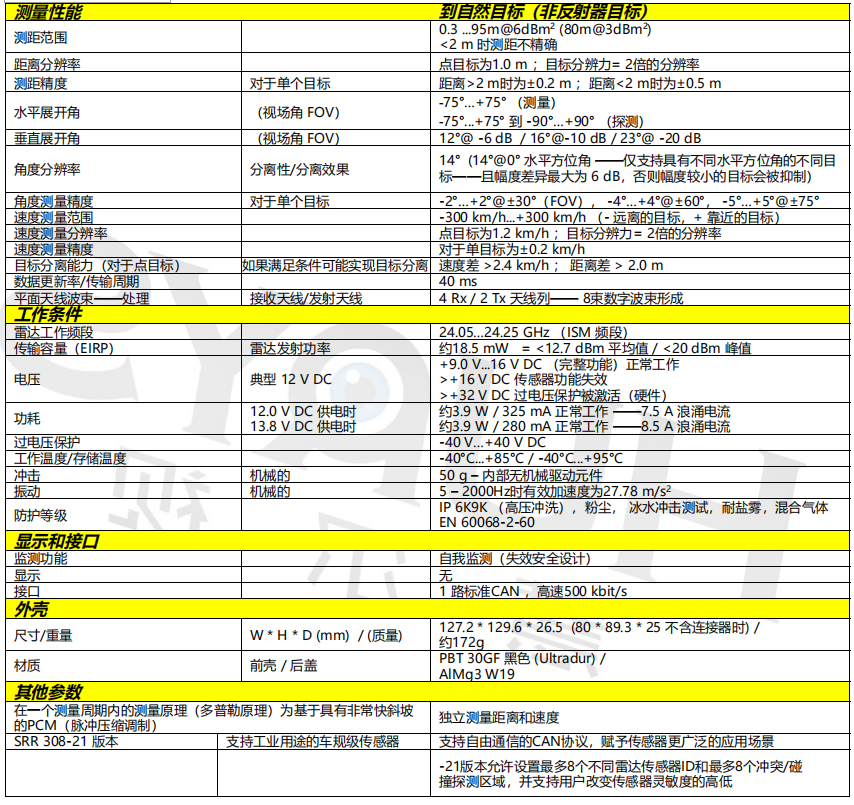 测量性能 到自然目标（非反射器目标）
测距范围 0.3 ...95m@6dBm² (80m@3dBm²)
<2 m 时测距不精确
距离分辨率 点目标为1.0 m ；目标分辨力= 2倍的分辨率
测距精度 对于单个目标 距离>2 m时为±0.2 m ；距离<2 m时为±0.5 m
水平展开角 (视场角 FOV) -75°...+75° （测量）
-75°...+75° 到 -90°...+90° （探测）
垂直展开角 (视场角 FOV) 12°@ -6 dB / 16°@-10 dB / 23°@ -20 dB
角度分辨率 分离性/分离效果 14° (14°@0° 水平方位角 ——仅支持具有不同水平方位角的不同目
标——且幅度差异最大为 6 dB，否则幅度较小的目标会被抑制)
角度测量精度 对于单个目标 -2°...+2°@±30°（FOV）, -4°...+4°@±60°, -5°...+5°@±75°
速度测量范围 -300 km/h...+300 km/h （- 远离的目标，+ 靠近的目标）
速度测量分辨率 点目标为1.2 km/h ；目标分辨力= 2倍的分辨率
速度测量精度 对于单目标为±0.2 km/h
目标分离能力（对于点目标） 如果满足条件可能实现目标分离 速度差 >2.4 km/h ； 距离差 > 2.0 m
数据更新率/传输周期 40 ms
平面天线波束——处理 接收天线/发射天线 4 Rx / 2 Tx 天线列—— 8束数字波束形成
工作条件
雷达工作频段 24.05...24.25 GHz （ISM 频段）
传输容量（EIRP） 雷达发射功率 约18.5 mW = <12.7 dBm 平均值 / <20 dBm 峰值
电压 典型 12 V DC +9.0 V...16 V DC （完整功能）正常工作
>+16 V DC 传感器功能失效
>+32 V DC 过电压保护被激活（硬件）
功耗 12.0 V DC 供电时 约3.9 W / 325 mA 正常工作 ——7.5 A 浪涌电流
13.8 V DC 供电时 约3.9 W / 280 mA 正常工作 ——8.5 A 浪涌电流
过电压保护 -40 V...+40 V DC
工作温度/存储温度 -40°C...+85°C / -40°C...+95°C
冲击 机械的 50 g – 内部无机械驱动元件
振动 机械的 5 – 2000Hz时有效加速度为27.78 m/s²
防护等级 IP 6K9K （高压冲洗），粉尘， 冰水冲击测试，耐盐雾，混合气体
EN 60068-2-60
显示和接口
监测功能 自我监测（失效安全设计）
显示 无
接口 1 路标准CAN ，高速500 kbit/s
外壳
尺寸/重量 W * H * D (mm) / (质量) 127.2 * 129.6 * 26.5 (80 * 89.3 * 25 不含连接器时) /
约172g
材质 前壳 / 后盖 PBT 30GF 黑色 (Ultradur) /
AlMg3 W19
其他参数
在一个测量周期内的测量原理（多普勒原理）为基于具有非常快斜坡
的PCM（脉冲压缩调制） 独立测量距离和速度
SRR 308-21 版本 支持工业用途的车规级传感器 支持自由通信的CAN协议，赋予传感器更广泛的应用场景
-21版本允许设置最多8个不同雷达传感器ID和最多8个冲突/碰
撞探测区域，并支持用户改变传感器灵敏度的高低